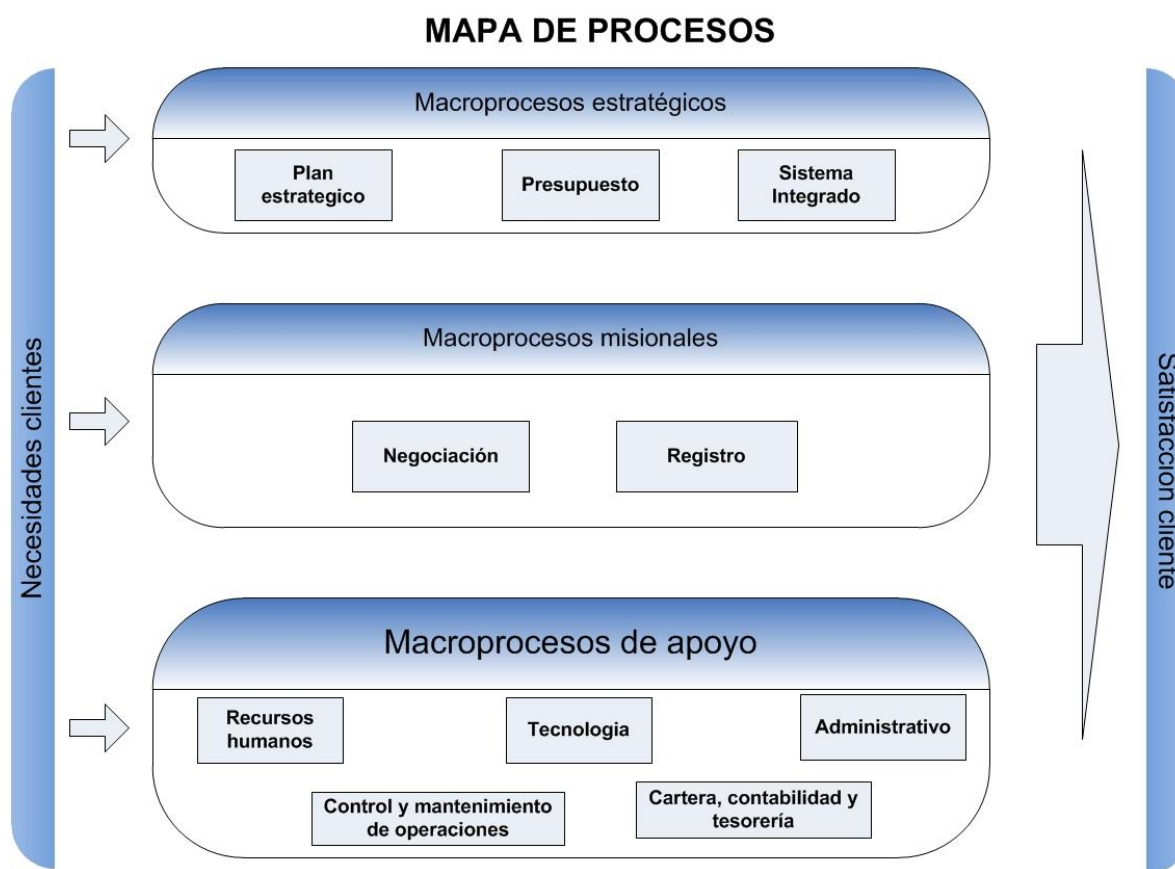 MAPA DE PROCESOS
Necesidades clientes
Macroprocesos estratégicos
Plan
estrategico
Presupuesto
Sistema
Integrado
Macroprocesos misionales
Negociación
Registro
Macroprocesos de apoyo
Recursos
humanos
Tecnologia
Administrativo
Control y mantenimiento
de operaciones
Cartera, contabilidad y
tesorería
Satisfaccion cliente